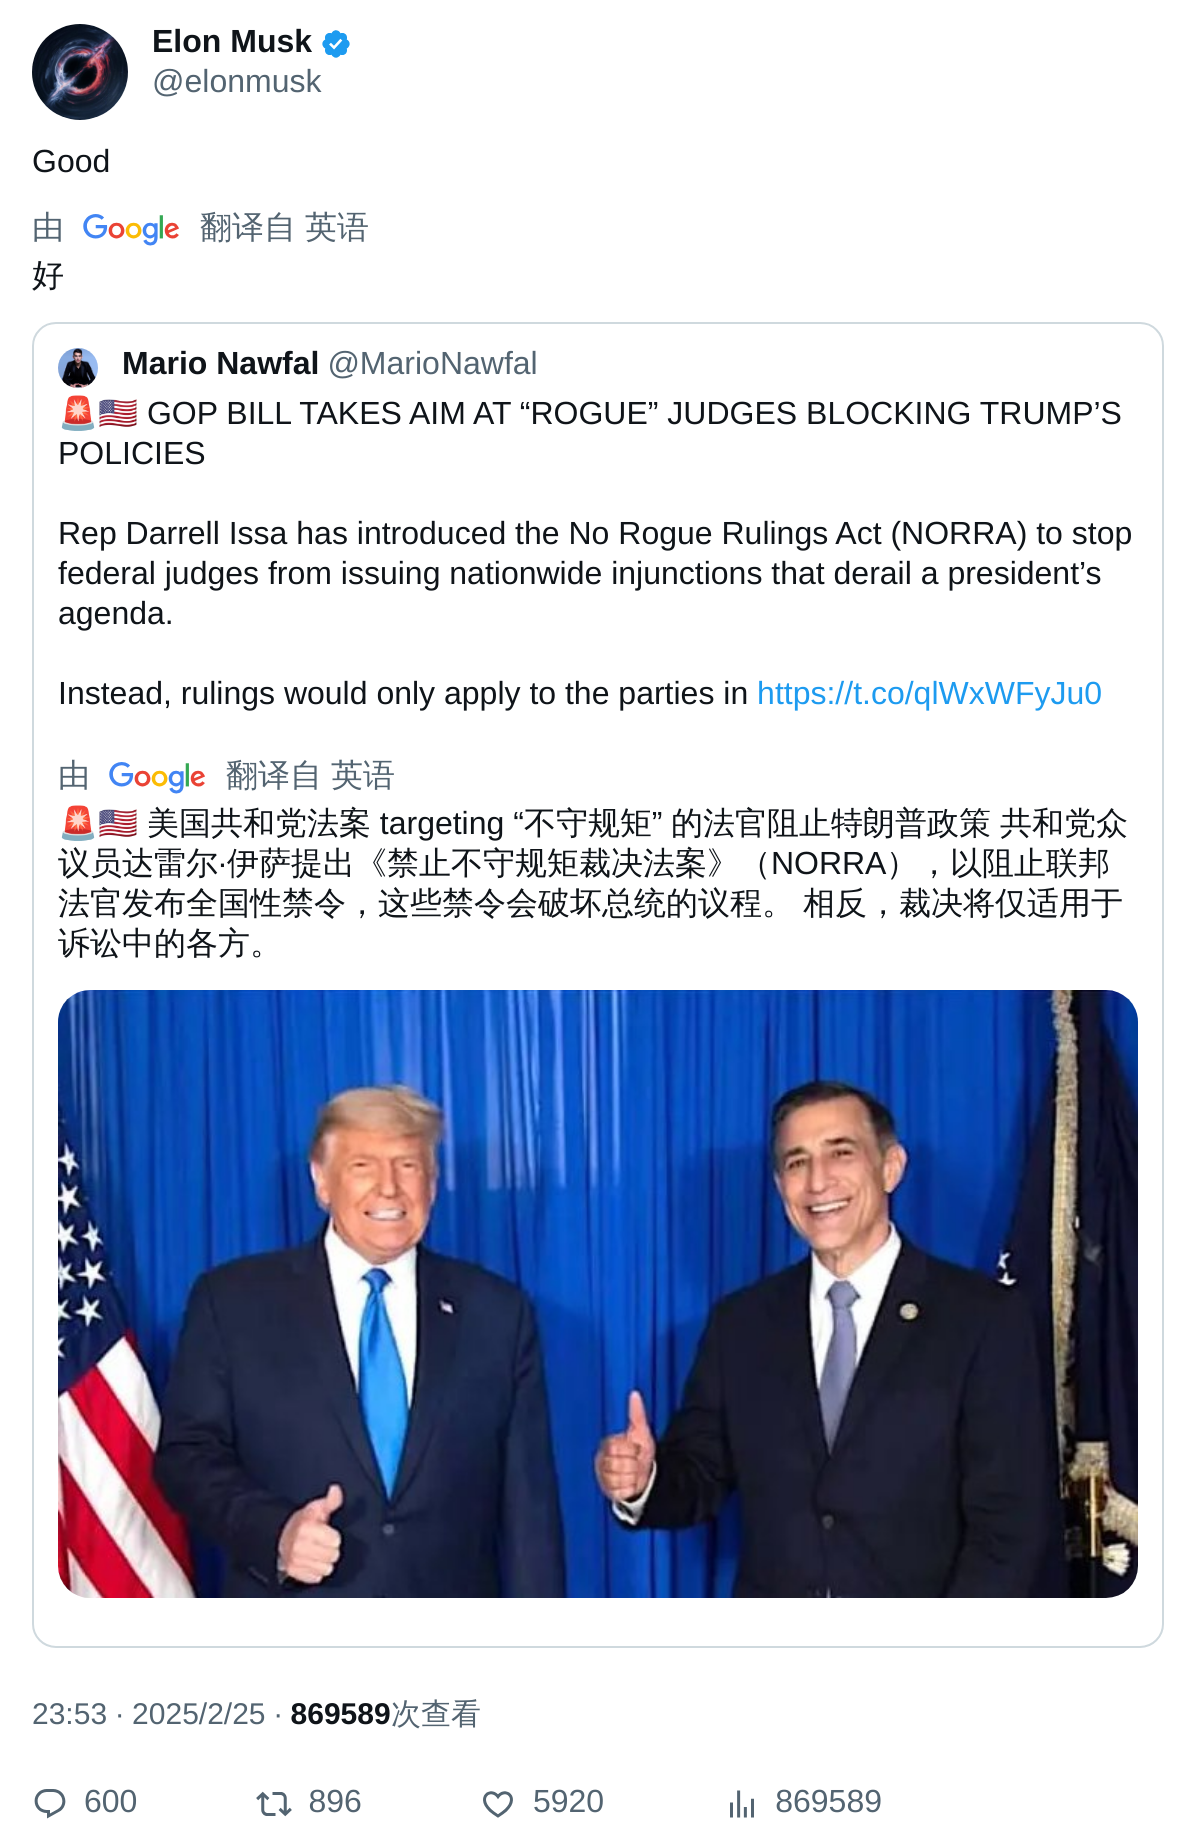 Elon Musk
@elonmusk
Good
由 Google 翻译自 英语
好
Mario Nawfal @MarioNawfal
🚨🇺🇸 GOP BILL TAKES AIM AT “ROGUE” JUDGES BLOCKING TRUMP’S
POLICIES
Rep Darrell Issa has introduced the No Rogue Rulings Act (NORRA) to stop
federal judges from issuing nationwide injunctions that derail a president’s
agenda.
Instead, rulings would only apply to the parties in https://t.co/qlWxWFyJu0
由 Google 翻译自 英语
🚨🇺🇸 美国共和党法案 targeting “不守规矩” 的法官阻止特朗普政策 共和党众
议员达雷尔·伊萨提出《禁止不守规矩裁决法案》（NORRA），以阻止联邦
法官发布全国性禁令，这些禁令会破坏总统的议程。 相反，裁决将仅适用于
诉讼中的各方。
23:53 · 2025/2/25 · 869589次查看
600 896 5920 869589